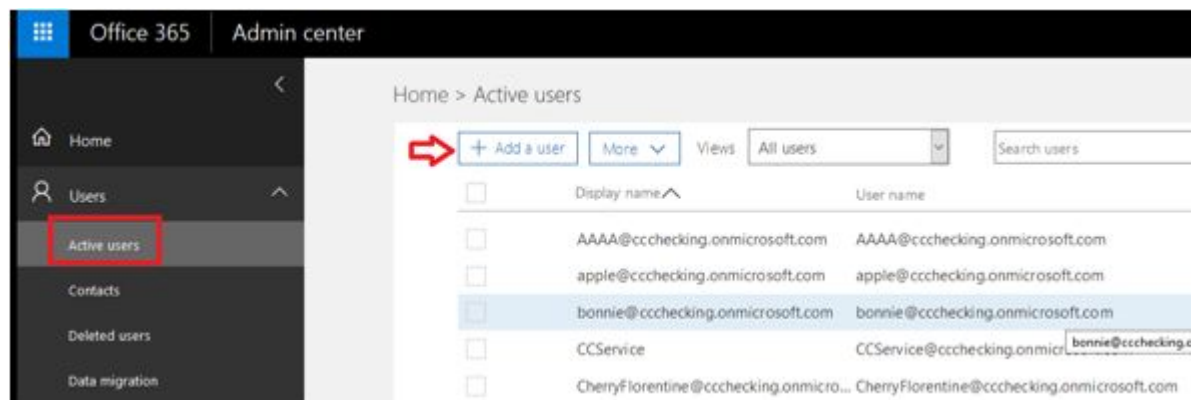 Office 365 Admin center
Home > Active users
Home
+ Add a user More Views All users Search users
Users
Display name User name
Active users
AAAA@ccchecking.onmicrosoft.com AAAA@ccchecking.onmicrosoft.com
apple@ccchecking.onmicrosoft.com apple@ccchecking.onmicrosoft.com
Contacts
bonnie@ccchecking.onmicrosoft.com bonnie@ccchecking.onmicrosoft.com
Deleted users
bonnie@ccchecking.o
CCService CCService@ccchecking.onmicr
Data migration
CherryFlorentine@ccchecking.onmicro... CherryFlorentine@ccchecking.onmicrosoft.com